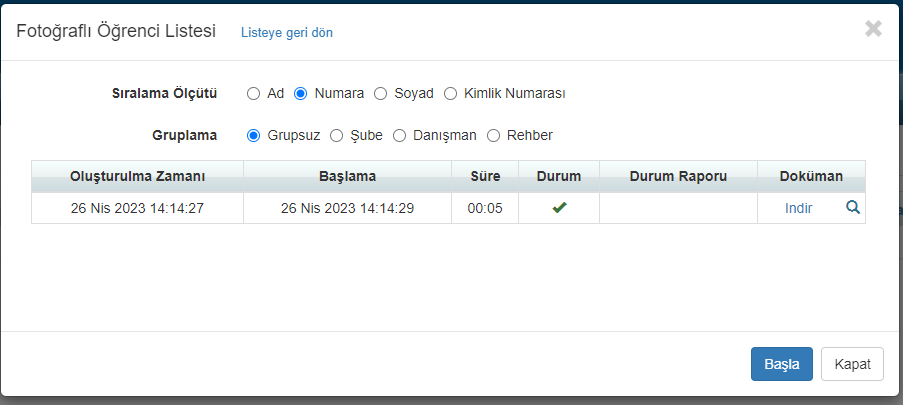 Fotoğraflı Öğrenci Listesi Listeye geri dön
Sıralama Ölçütü Ad Numara Soyad Kimlik Numarası
Gruplama Grupsuz Şube Danışman Rehber
Oluşturulma Zamanı Başlama Süre Durum Durum Raporu Doküman
26 Nis 2023 14:14:27 26 Nis 2023 14:14:29 00:05 Indir
Başla Kapat